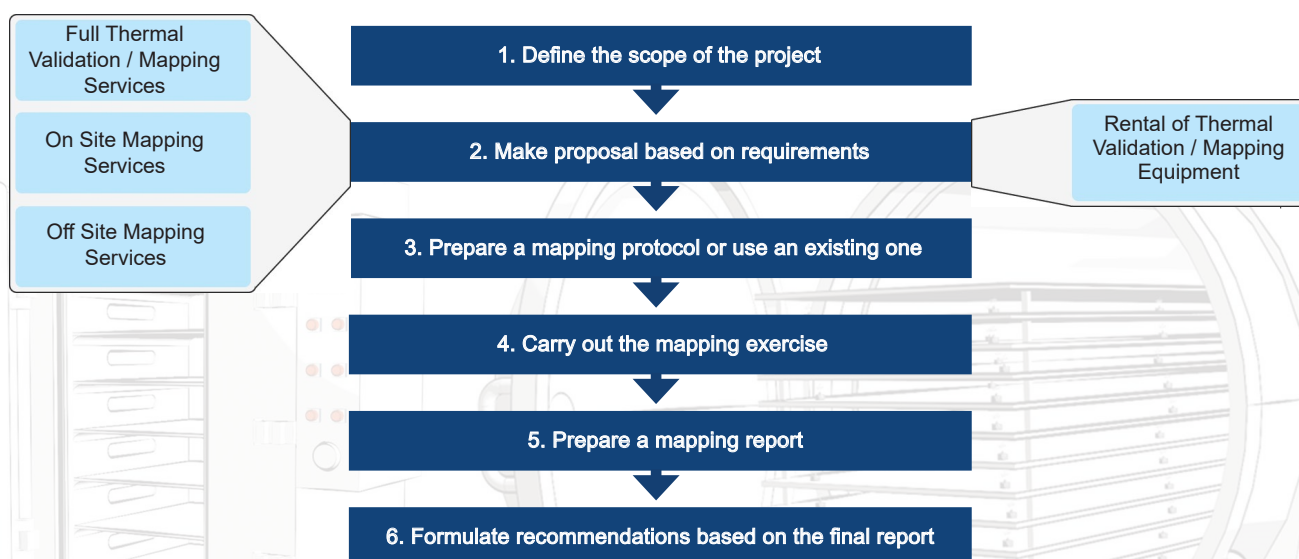 Full Thermal
Validation / Mapping
Services
On Site Mapping
Services
Off Site Mapping
Services
1. Define the scope of the project
2. Make proposal based on requirements
3. Prepare a mapping protocol or use an existing one
4. Carry out the mapping exercise
5. Prepare a mapping report
6. Formulate recommendations based on the final report
Rental of Thermal
Validation / Mapping
Equipment